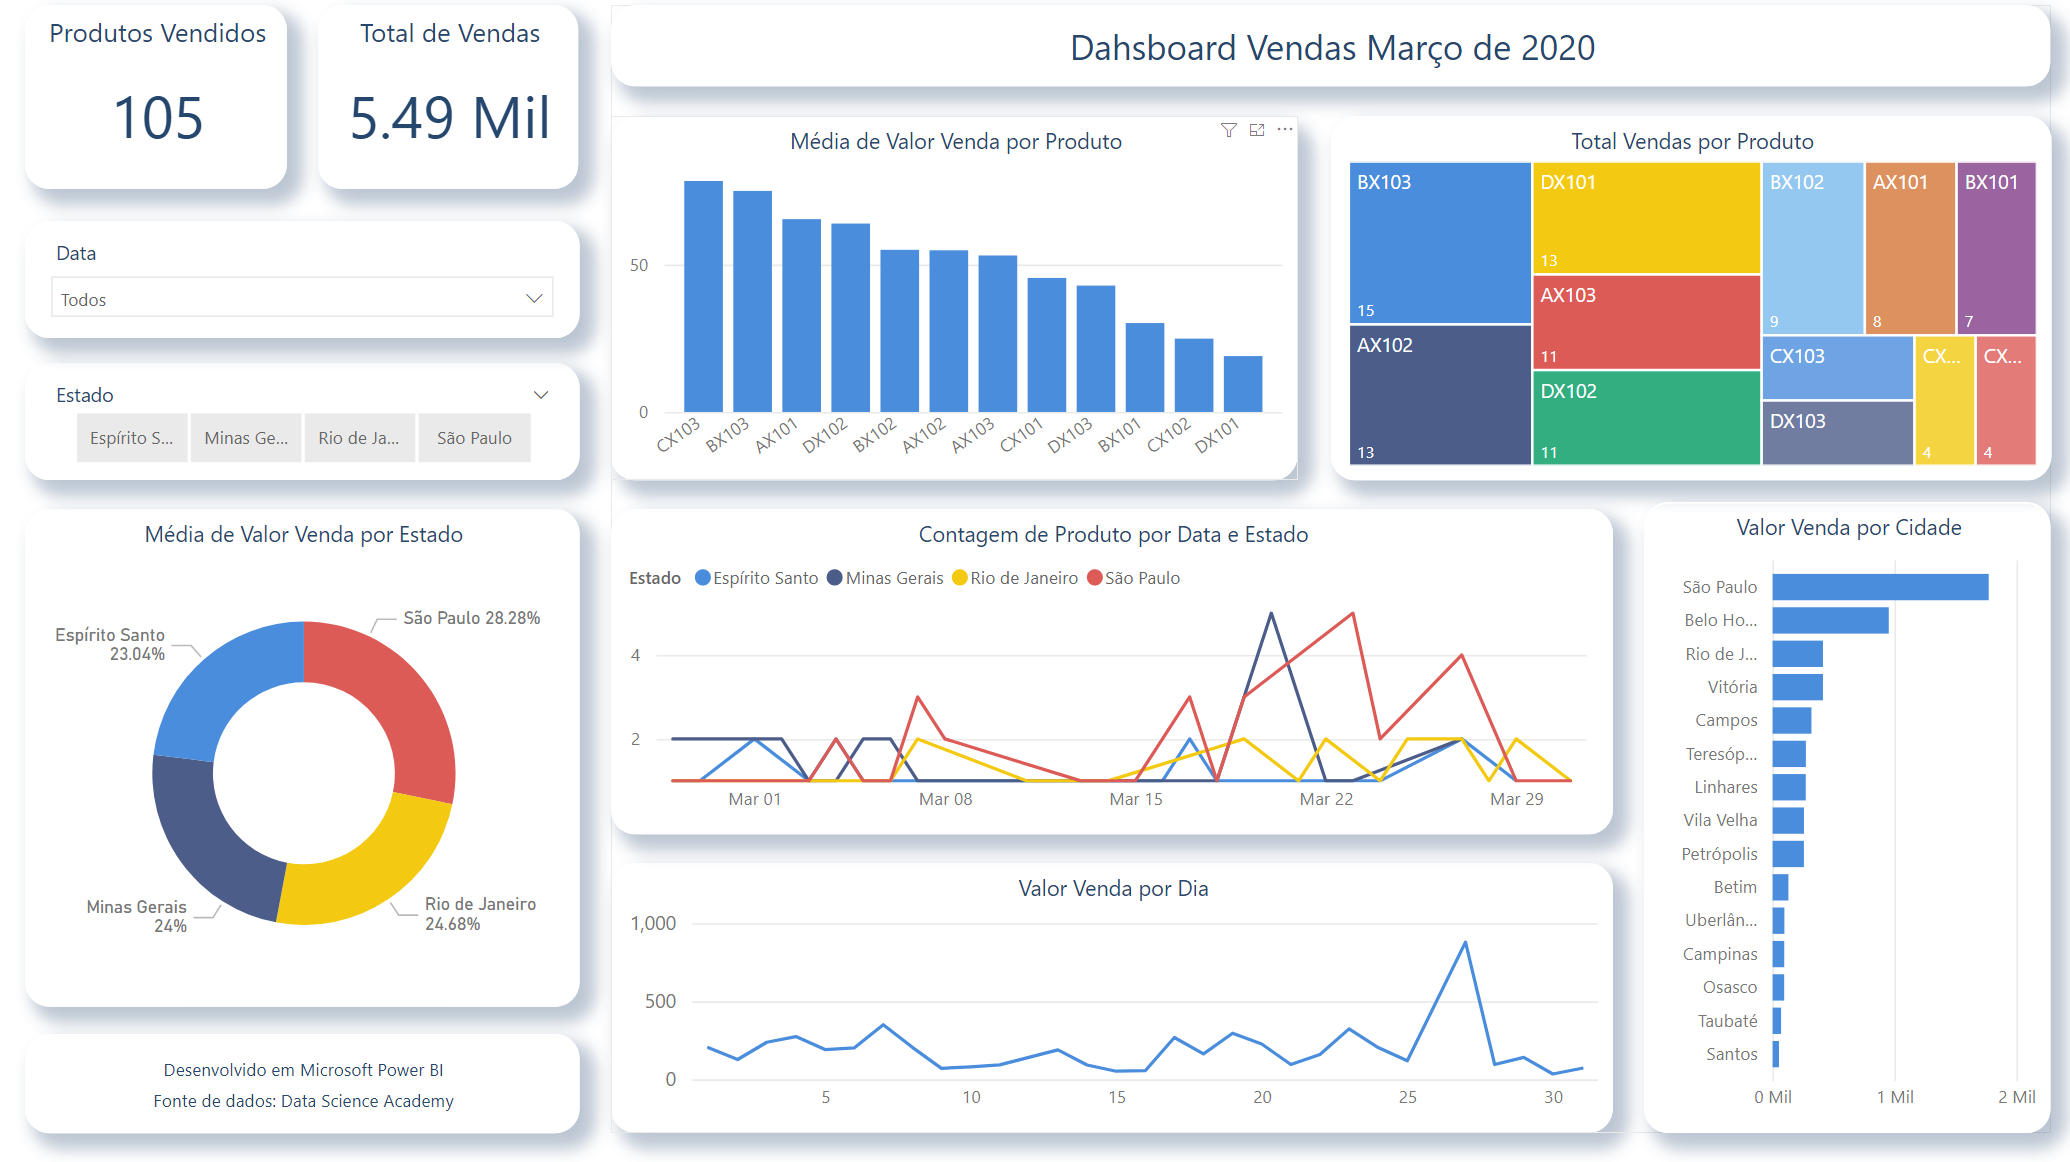 Produtos Vendidos
105
Total de Vendas
5.49 Mil
Dahsboard Vendas Março de 2020
Data
Todos
Estado
Espírito S...
Minas Ge...
Rio de Ja...
São Paulo
Média de Valor Venda por Produto
50
0
CX103
BX103
AX101
DX102
BX102
AX102
AX103
CX101
DX103
BX101
CX102
DX101
Total Vendas por Produto
BX103
15
AX102
13
DX101
13
AX103
11
DX102
11
BX102
9
AX101
8
BX101
7
CX103
DX103
CX...
4
CX...
4
Média de Valor Venda por Estado
São Paulo 28.28%
Espírito Santo
23.04%
Minas Gerais
24%
Rio de Janeiro
24.68%
Contagem de Produto por Data e Estado
Estado Espírito Santo Minas Gerais Rio de Janeiro São Paulo
4
2
Mar 01 Mar 08 Mar 15 Mar 22 Mar 29
Valor Venda por Dia
1,000
500
0
5 10 15 20 25 30
Valor Venda por Cidade
São Paulo
Belo Ho...
Rio de J...
Vitória
Campos
Teresóp...
Linhares
Vila Velha
Petrópolis
Betim
Uberlân...
Campinas
Osasco
Taubaté
Santos
0 Mil 1 Mil 2 Mil
Desenvolvido em Microsoft Power BI
Fonte de dados: Data Science Academy